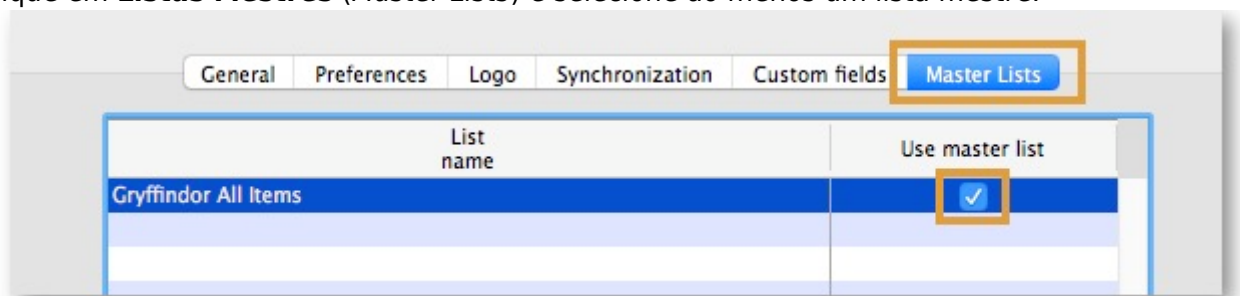 ique em Listas Mestres (Master Lists) e selecione ao menos um lista mestre.
General Preferences Logo Synchronization Custom fields Master Lists
List
name
Use master list
Gryffindor All Items